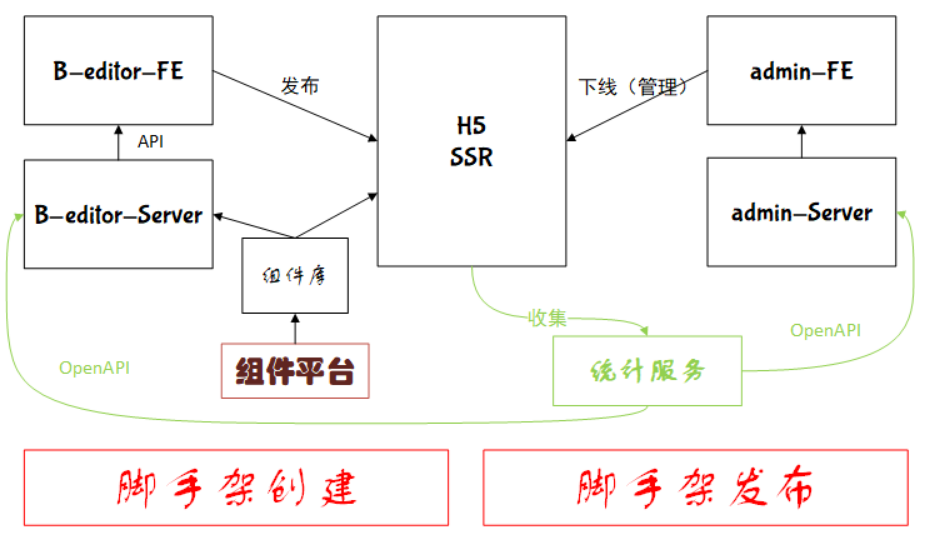 B-editor-FE
发布
H5
SSR
下线（管理）
admin-FE
API
B-editor-Server
admin-Server
组件库
收集
OpenAPI
OpenAPI
组件平台
统计服务
脚手架创建
脚手架发布